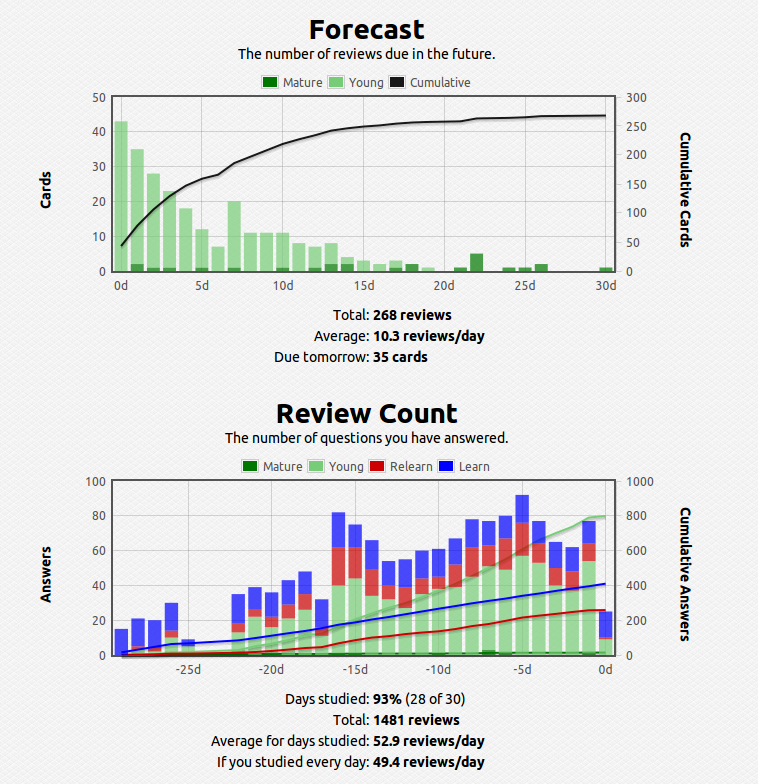 Forecast
The number of reviews due in the future.
Mature Young Cumulative
50 300
250
40
200
30
150
20
100
10
50
0 0
Cards
Cumulative Cards
0d 5d 10d 15d 20d 25d 30d
Total: 268 reviews
Average: 10.3 reviews/day
Due tomorrow: 35 cards
Review Count
The number of questions you have answered.
Mature Young Relearn Learn
100 1000
80 800
60 600
40 400
20 200
0 0
Answers
Cumulative Answers
-25d -20d -15d -10d -5d 0d
Days studied: 93% (28 of 30)
Total: 1481 reviews
Average for days studied: 52.9 reviews/day
If you studied every day: 49.4 reviews/day